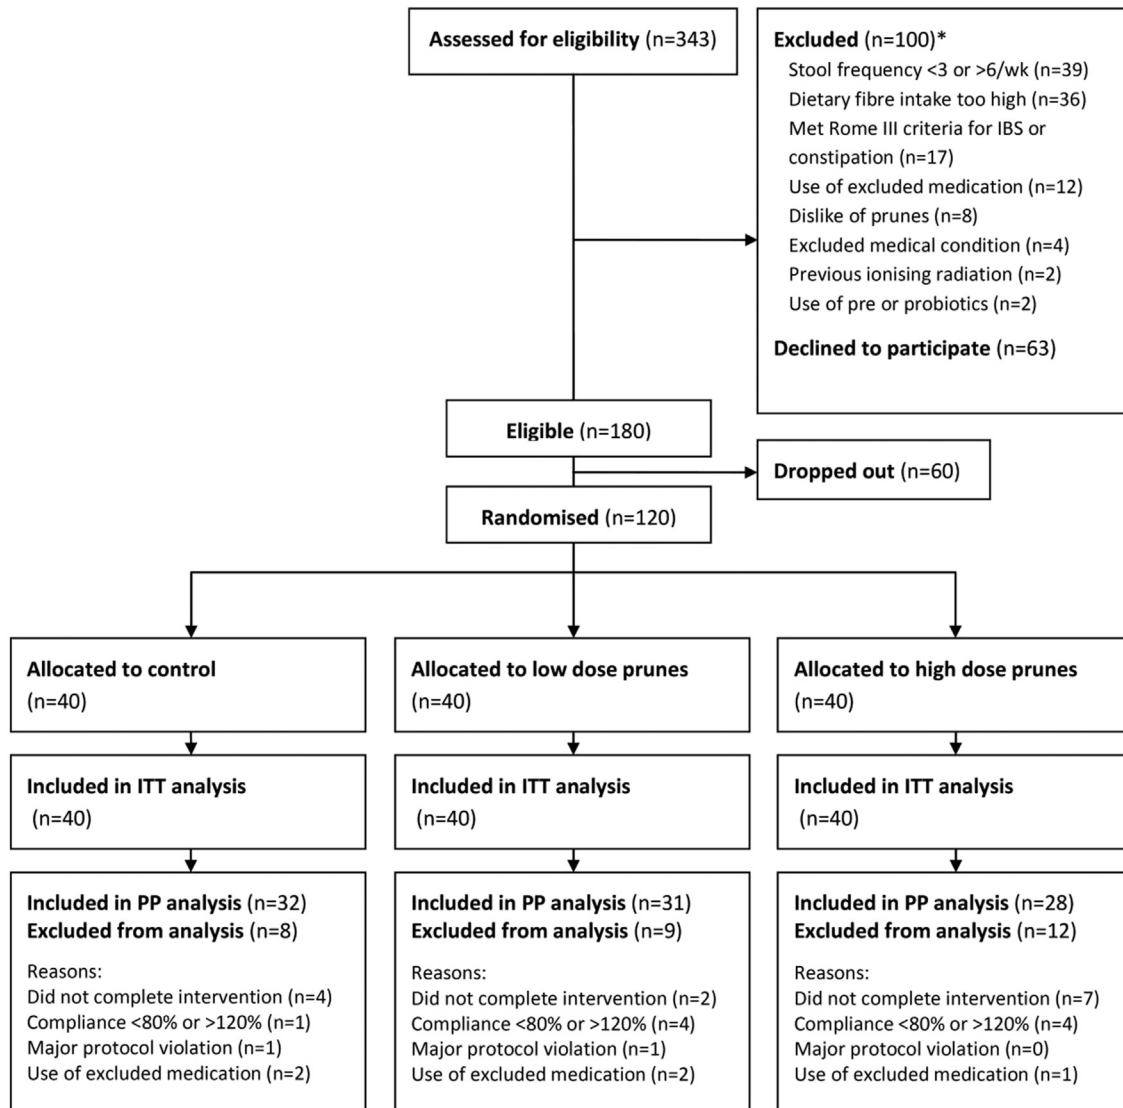 Assessed for eligibility (n=343)
Excluded (n=100)*
Stool frequency <3 or >6/wk (n=39)
Dietary fibre intake too high (n=36)
Met Rome III criteria for IBS or
constipation (n=17)
Use of excluded medication (n=12)
Dislike of prunes (n=8)
Excluded medical condition (n=4)
Previous ionising radiation (n=2)
Use of pre or probiotics (n=2)
Declined to participate (n=63)
Eligible (n=180)
Dropped out (n=60)
Randomised (n=120)
Allocated to control
(n=40)
Allocated to low dose prunes
(n=40)
Allocated to high dose prunes
(n=40)
Included in ITT analysis
(n=40)
Included in ITT analysis
(n=40)
Included in ITT analysis
(n=40)
Included in PP analysis (n=32)
Excluded from analysis (n=8)
Reasons:
Did not complete intervention (n=4)
Compliance <80% or >120% (n=1)
Major protocol violation (n=1)
Use of excluded medication (n=2)
Included in PP analysis (n=31)
Excluded from analysis (n=9)
Reasons:
Did not complete intervention (n=2)
Compliance <80% or >120% (n=4)
Major protocol violation (n=1)
Use of excluded medication (n=2)
Included in PP analysis (n=28)
Excluded from analysis (n=12)
Reasons:
Did not complete intervention (n=7)
Compliance <80% or >120% (n=4)
Major protocol violation (n=0)
Use of excluded medication (n=1)